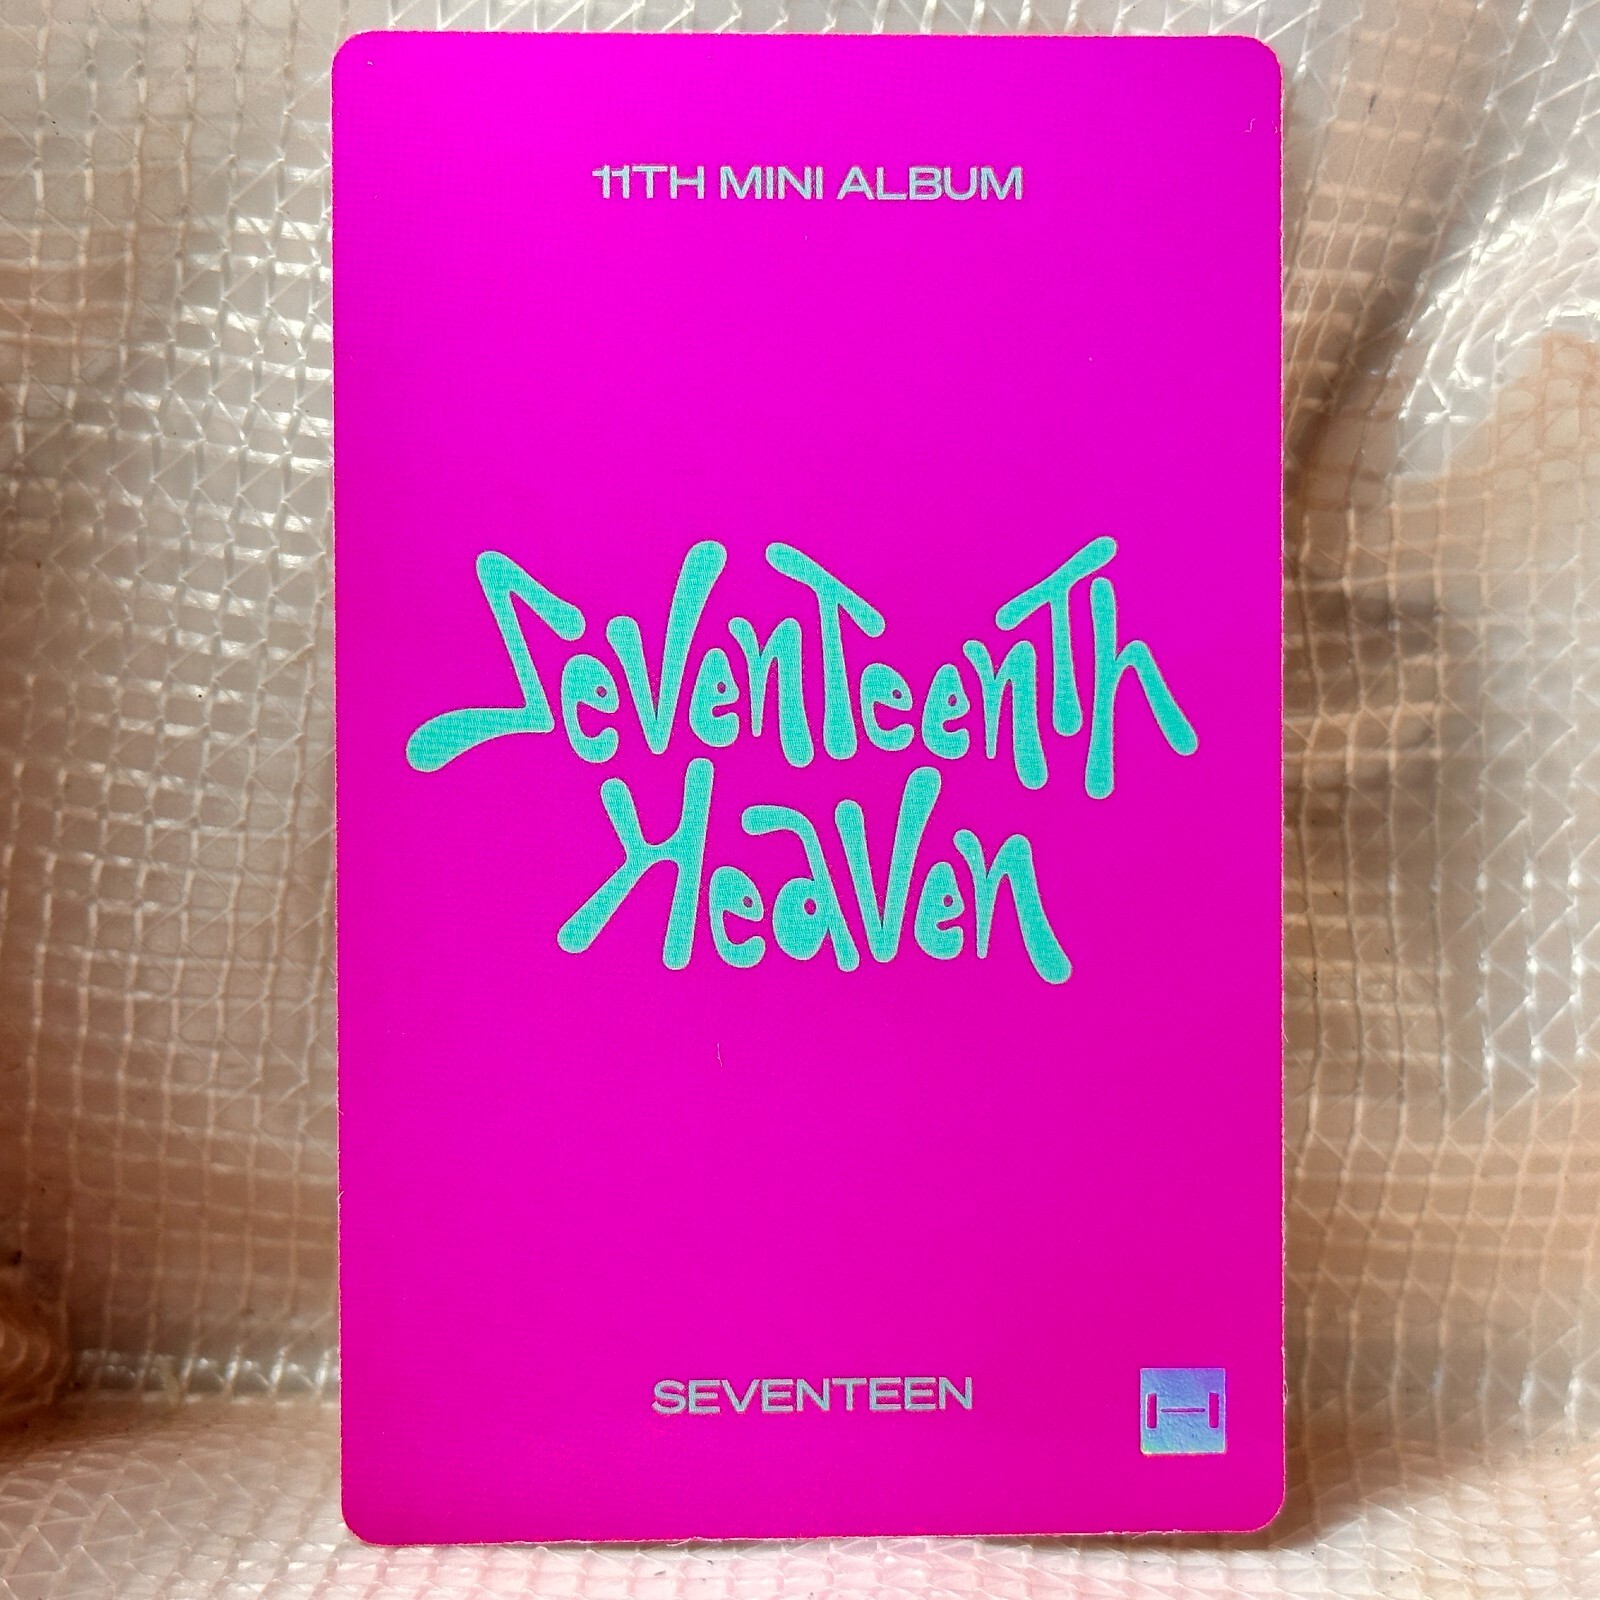 11TH MINI ALBUM
SevenTeenTh
Heaven
SEVENTEEN